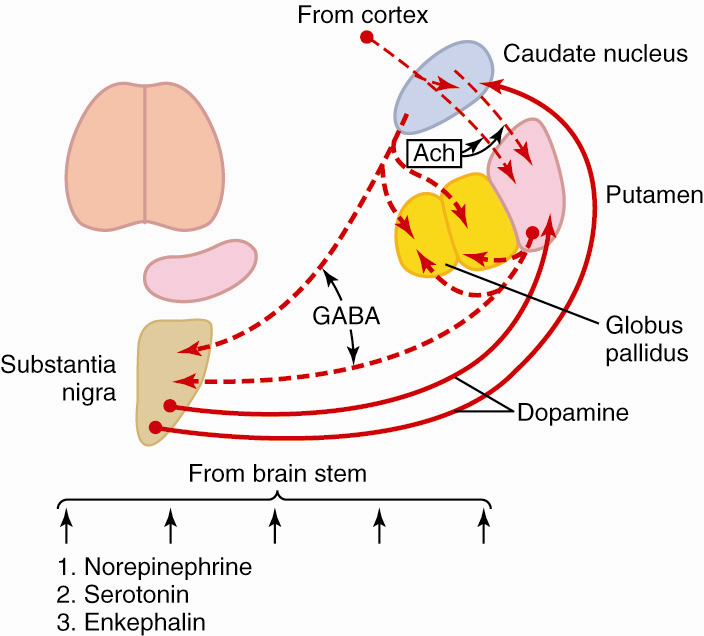 From cortex
Caudate nucleus
Ach
Putamen
GABA
Globus
pallidus
Substantia
nigra
Dopamine
From brain stem
1. Norepinephrine
2. Serotonin
3. Enkephalin